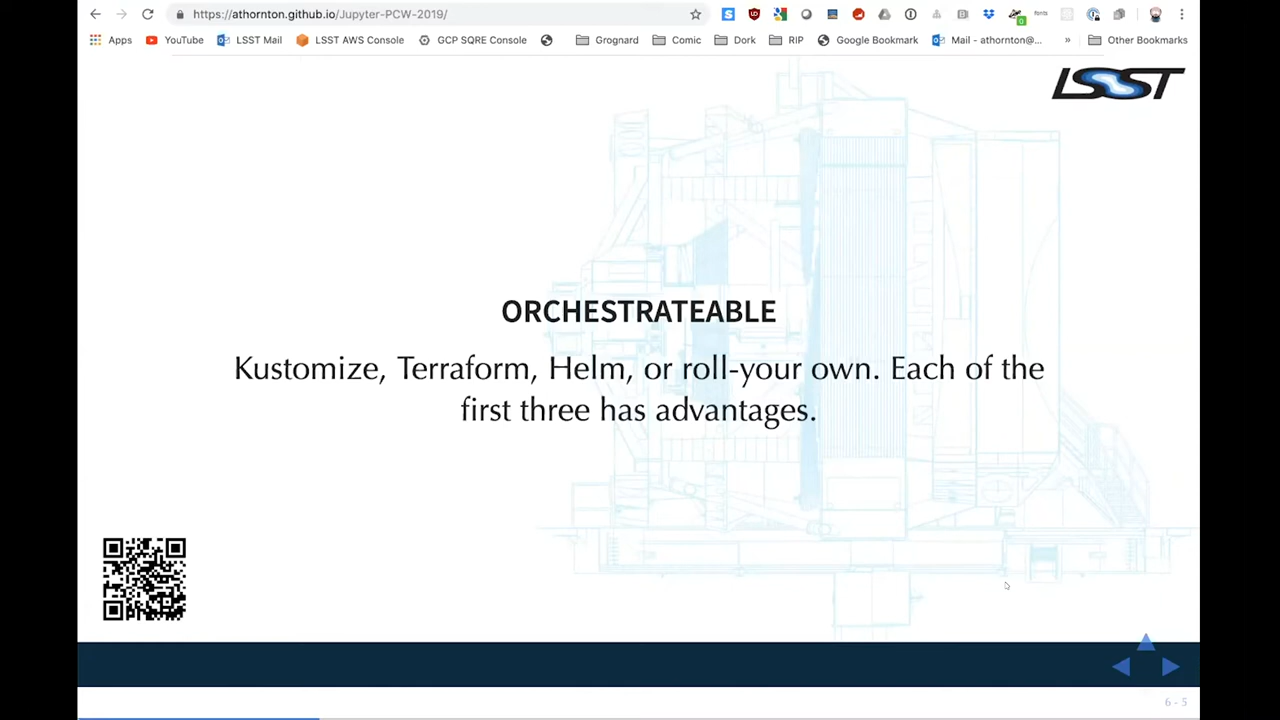 https://athornton.github.io/Jupyter-PCW-2019/
Apps YouTube LSST Mail LSST AWS Console GCP SQRE Console Grognard Comic Dork RIP Google Bookmark Mail - athornton@... » Other Bookmarks
LSST
ORCHESTRATEABLE
Kustomize, Terraform, Helm, or roll-your own. Each of the
first three has advantages.
6 - 5